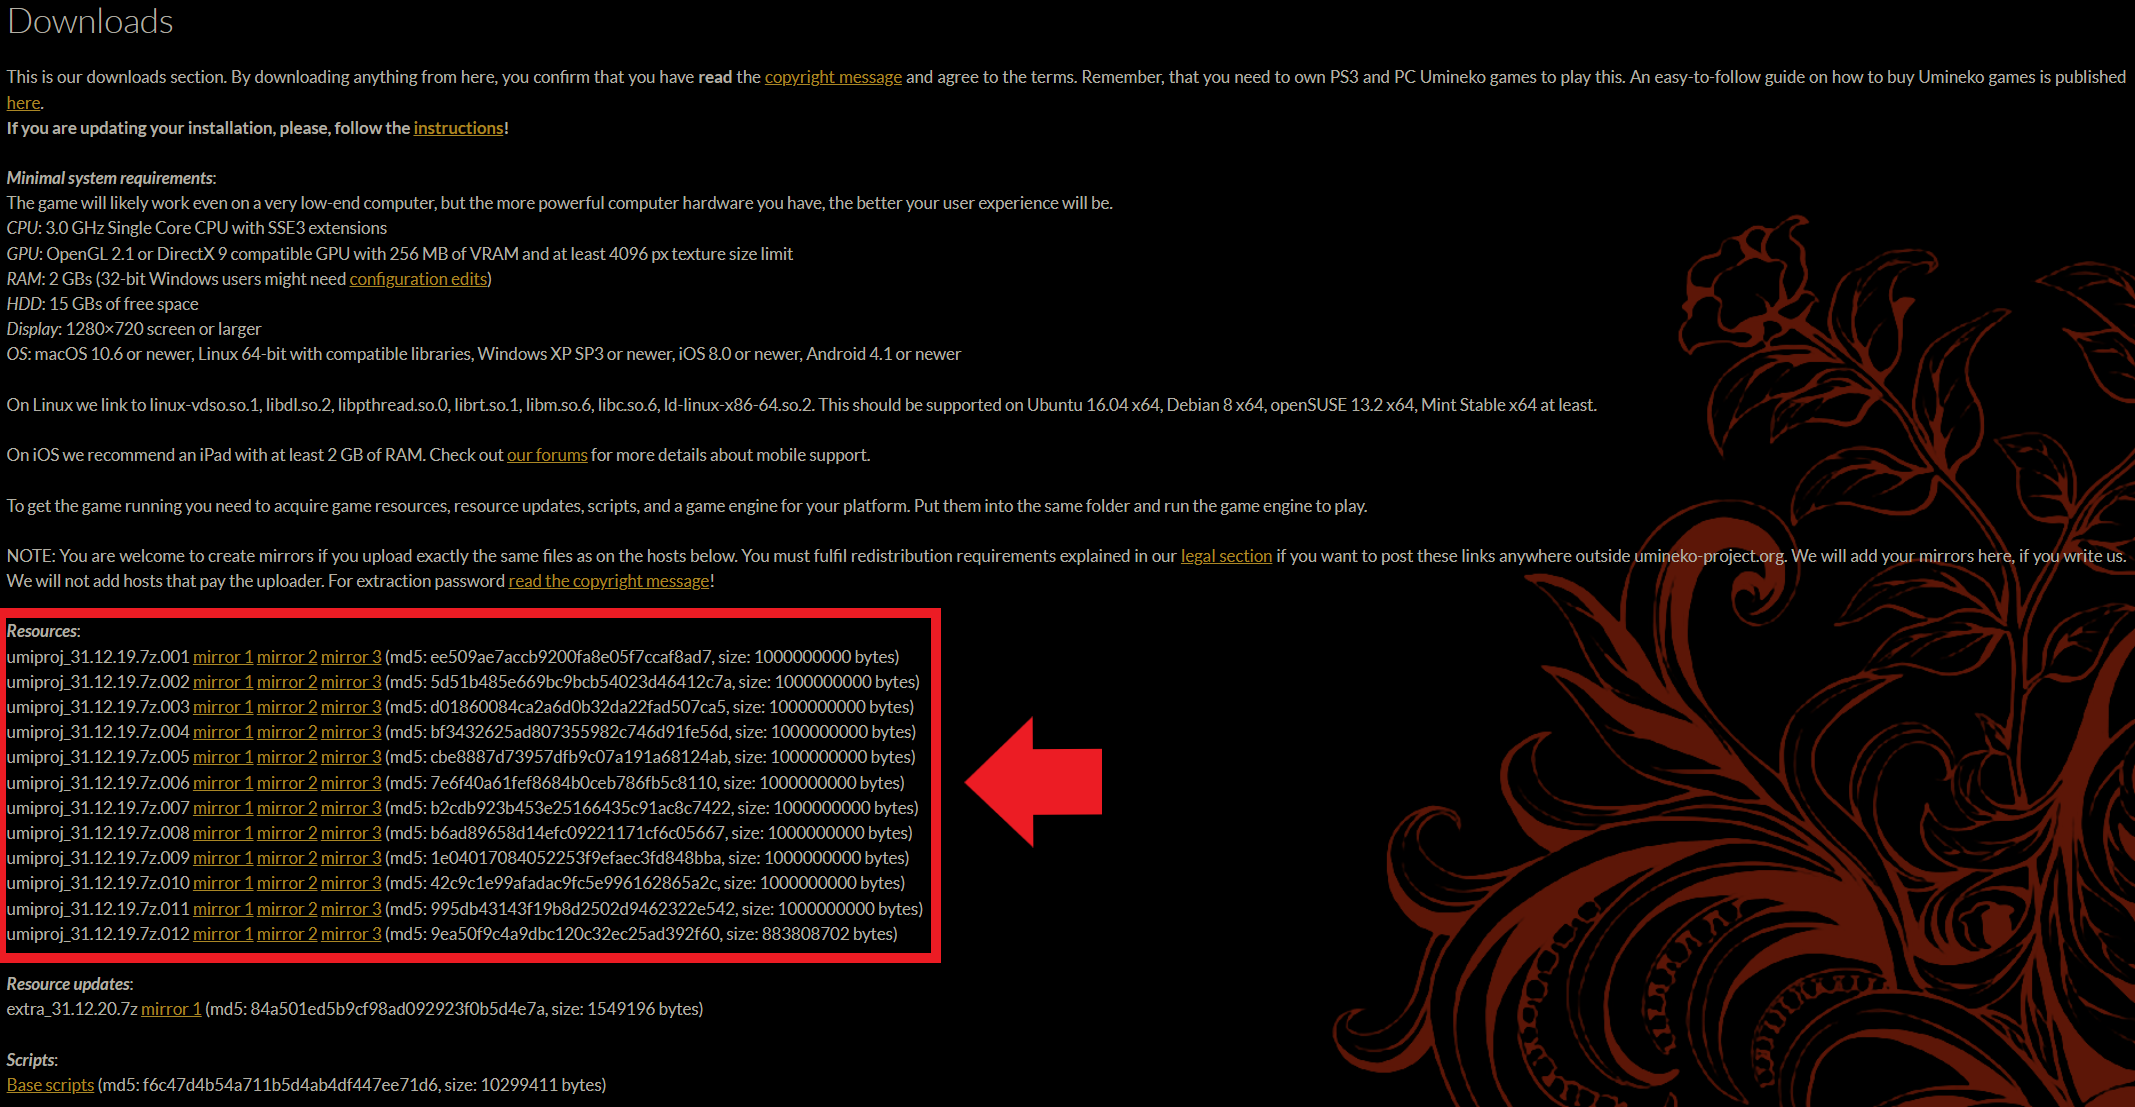 Downloads
This is our downloads section. By downloading anything from here, you confirm that you have read the copyright message and agree to the terms. Remember, that you need to own PS3 and PC Umineko games to play this. An easy-to-follow guide on how to buy Umineko games is published
here.
If you are updating your installation, please, follow the instructions!
Minimal system requirements:
The game will likely work even on a very low-end computer, but the more powerful computer hardware you have, the better your user experience will be.
CPU: 3.0 GHz Single Core CPU with SSE3 extensions
GPU: OpenGL 2.1 or DirectX 9 compatible GPU with 256 MB of VRAM and at least 4096 px texture size limit
RAM: 2 GBs (32-bit Windows users might need configuration edits)
HDD: 15 GBs of free space
Display: 1280×720 screen or larger
OS: macOS 10.6 or newer, Linux 64-bit with compatible libraries, Windows XP SP3 or newer, iOS 8.0 or newer, Android 4.1 or newer
On Linux we link to linux-vdso.so.1, libdl.so.2, libpthread.so.0, librt.so.1, libm.so.6, libc.so.6, ld-linux-x86-64.so.2. This should be supported on Ubuntu 16.04 x64, Debian 8 x64, openSUSE 13.2 x64, Mint Stable x64 at least.
On iOS we recommend an iPad with at least 2 GB of RAM. Check out our forums for more details about mobile support.
To get the game running you need to acquire game resources, resource updates, scripts, and a game engine for your platform. Put them into the same folder and run the game engine to play.
NOTE: You are welcome to create mirrors if you upload exactly the same files as on the hosts below. You must fulfil redistribution requirements explained in our legal section if you want to post these links anywhere outside umineko-project.org. We will add your mirrors here, if you write us.
We will not add hosts that pay the uploader. For extraction password read the copyright message!
Resources:
umiproj_31.12.19.7z.001 mirror 1 mirror 2 mirror 3 (md5: ee509ae7accb9200fa8e05f7ccaf8ad7, size: 1000000000 bytes)
umiproj_31.12.19.7z.002 mirror 1 mirror 2 mirror 3 (md5: 5d51b485e669bc9bcb54023d46412c7a, size: 1000000000 bytes)
umiproj_31.12.19.7z.003 mirror 1 mirror 2 mirror 3 (md5: d01860084ca2a6d0b32da22fad507ca5, size: 1000000000 bytes)
umiproj_31.12.19.7z.004 mirror 1 mirror 2 mirror 3 (md5: bf3432625ad807355982c746d91fe56d, size: 1000000000 bytes)
umiproj_31.12.19.7z.005 mirror 1 mirror 2 mirror 3 (md5: cbe8887d73957dfb9c07a191a68124ab, size: 1000000000 bytes)
umiproj_31.12.19.7z.006 mirror 1 mirror 2 mirror 3 (md5: 7e6f40a61fef8684b0ceb786fb5c8110, size: 1000000000 bytes)
umiproj_31.12.19.7z.007 mirror 1 mirror 2 mirror 3 (md5: b2cdb923b453e25166435c91ac8c7422, size: 1000000000 bytes)
umiproj_31.12.19.7z.008 mirror 1 mirror 2 mirror 3 (md5: b6ad89658d14efc09221171cf6c05667, size: 1000000000 bytes)
umiproj_31.12.19.7z.009 mirror 1 mirror 2 mirror 3 (md5: 1e04017084052253f9efaec3fd848bba, size: 1000000000 bytes)
umiproj_31.12.19.7z.010 mirror 1 mirror 2 mirror 3 (md5: 42c9c1e99afadac9fc5e996162865a2c, size: 1000000000 bytes)
umiproj_31.12.19.7z.011 mirror 1 mirror 2 mirror 3 (md5: 995db43143f19b8d2502d9462322e542, size: 1000000000 bytes)
umiproj_31.12.19.7z.012 mirror 1 mirror 2 mirror 3 (md5: 9ea50f9c4a9dbc120c32ec25ad392f60, size: 883808702 bytes)
Resource updates:
extra_31.12.20.7z mirror 1 (md5: 84a501ed5b9cf98ad092923f0b5d4e7a, size: 1549196 bytes)
Scripts:
Base scripts (md5: f6c47d4b54a711b5d4ab4df447ee71d6, size: 10299411 bytes)